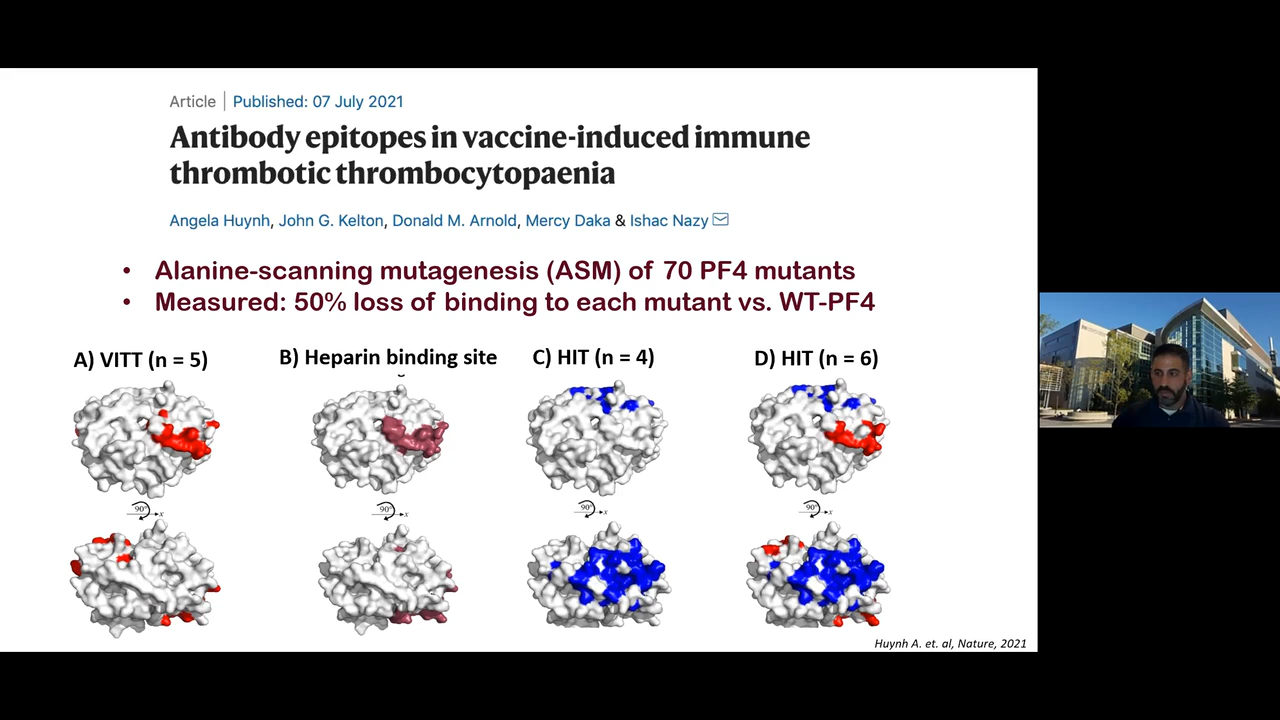 Article | Published: 07 July 2021
Antibody epitopes in vaccine-induced immune
thrombotic thrombocytopaenia
Angela Huynh, John G. Kelton, Donald M. Arnold, Mercy Daka & Ishac Nazy
• Alanine-scanning mutagenesis (ASM) of 70 PF4 mutants
• Measured: 50% loss of binding to each mutant vs. WT-PF4
A) VITT (n = 5)
B) Heparin binding site
C) HIT (n = 4)
D) HIT (n = 6)
90° x
90° x
90° x
90° x
Huynh A. et. al, Nature, 2021